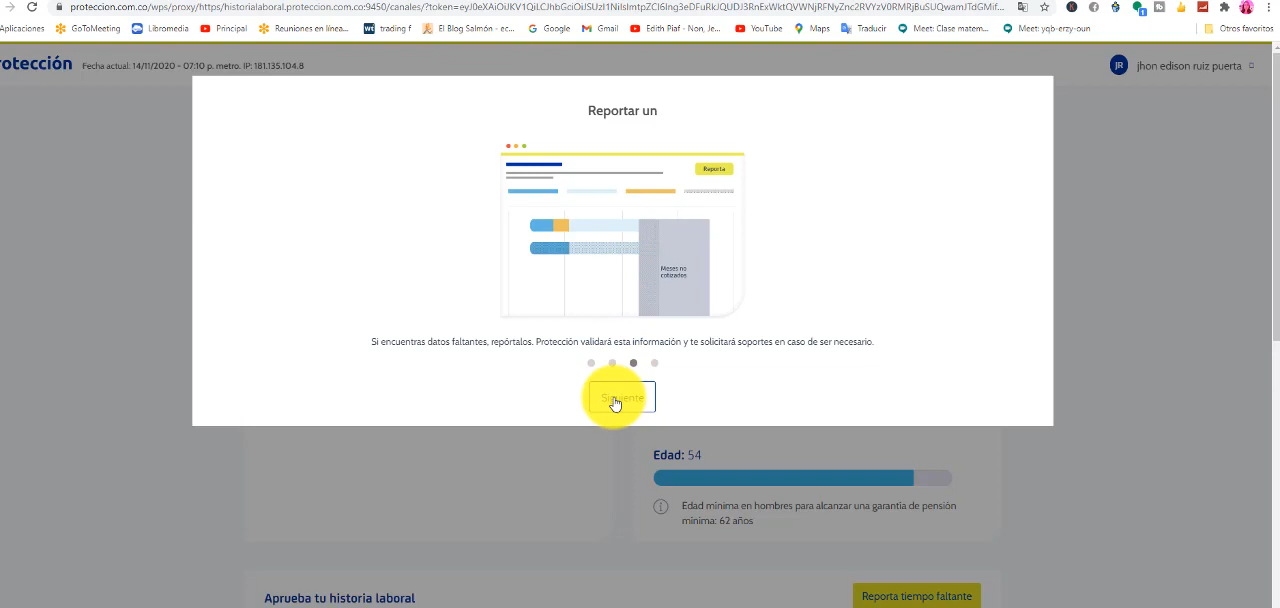 proteccion.com.co/wps/proxy/https/historialaboral.proteccion.com.co:9450/canales/?token=
Aplicaciones GoToMeeting Libromedia Principal Reuniones en línea... trading f El Blog Salmón - ec... Google Gmail Edith Piaf - Non, Je... YouTube Maps Traducir Meet: Clase matem... Meet: yqb-erzy-oun Otros favoritos
otección Fecha actual: 14/11/2020 - 07:10 p. metro. IP: 181.135.104.8 JR jhon edison ruiz puerta
Reportar un
Reporta
Meses no
cotizados
Si encuentras datos faltantes, repórtalos. Protección validará esta información y te solicitará soportes en caso de ser necesario.
Siguiente
Edad: 54
Edad mínima en hombres para alcanzar una garantía de pensión
mínima: 62 años
Aprueba tu historia laboral Reporta tiempo faltante